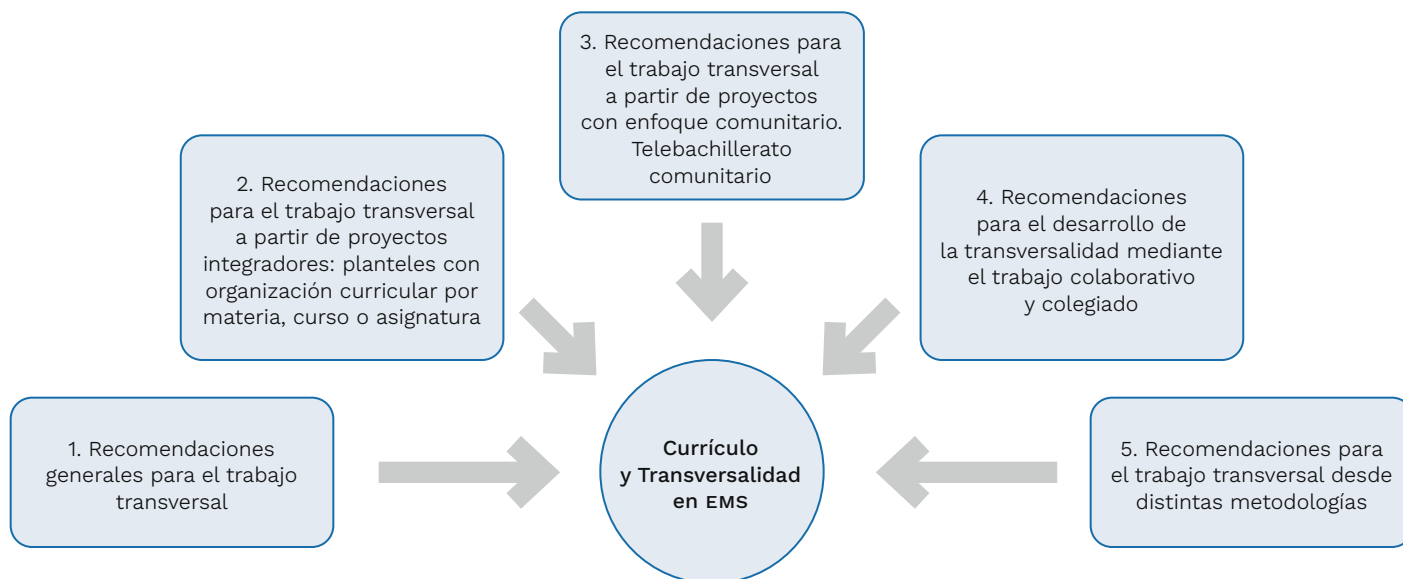 1. Recomendaciones
generales para el trabajo
transversal
2. Recomendaciones
para el trabajo transversal
a partir de proyectos
integradores: planteles con
organización curricular por
materia, curso o asignatura
3. Recomendaciones para
el trabajo transversal
a partir de proyectos
con enfoque comunitario.
Telebachillerato
comunitario
4. Recomendaciones
para el desarrollo de
la transversalidad mediante
el trabajo colaborativo
y colegiado
5. Recomendaciones para
el trabajo transversal desde
distintas metodologías
Currículo
y Transversalidad
en EMS